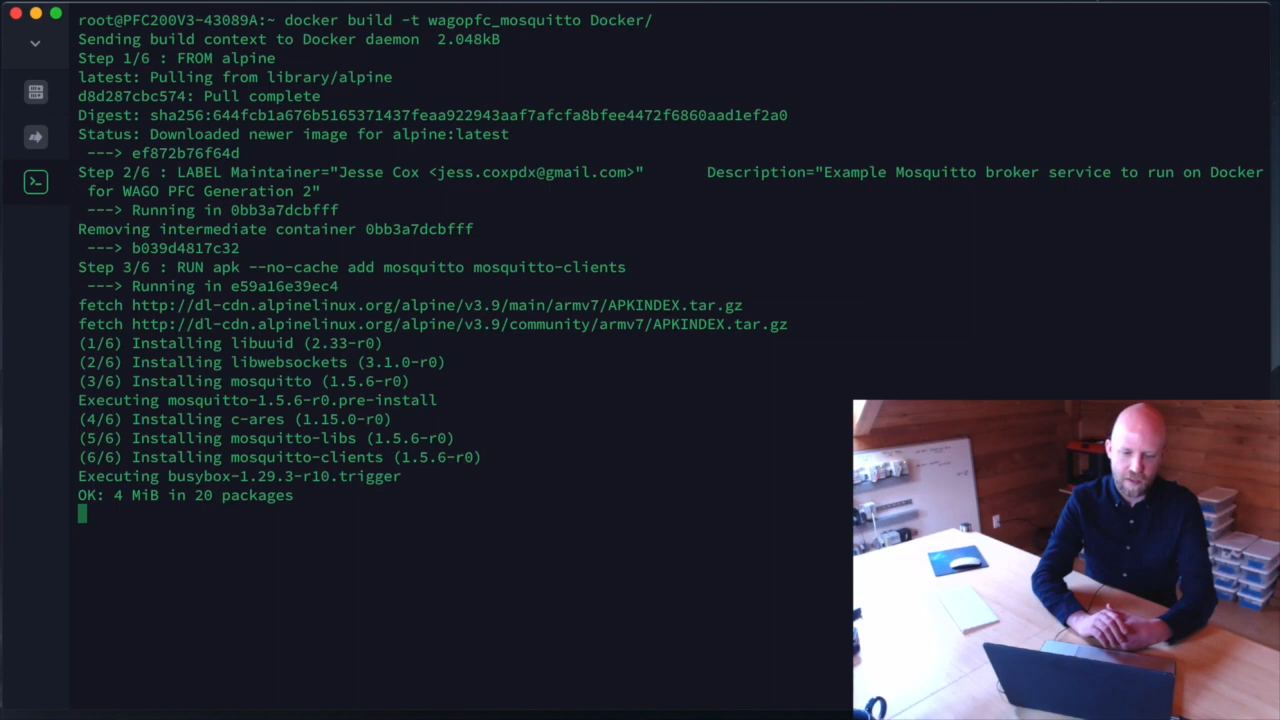 root@PFC200V3-43089A:~ docker build -t wagopfc_mosquitto Docker/
Sending build context to Docker daemon  2.048kB
Step 1/6 : FROM alpine
latest: Pulling from library/alpine
d8d287cbc574: Pull complete
Digest: sha256:644fcb1a676b5165371437feaa922943aaf7afcfa8bfee4472f6860aad1ef2a0
Status: Downloaded newer image for alpine:latest
 ---> ef872b76f64d
Step 2/6 : LABEL Maintainer="Jesse Cox <jess.coxpdx@gmail.com>"       Description="Example Mosquitto broker service to run on Docker
 for WAGO PFC Generation 2"
 ---> Running in 0bb3a7dcbfff
Removing intermediate container 0bb3a7dcbfff
 ---> b039d4817c32
Step 3/6 : RUN apk --no-cache add mosquitto mosquitto-clients
 ---> Running in e59a16e39ec4
fetch http://dl-cdn.alpinelinux.org/alpine/v3.9/main/armv7/APKINDEX.tar.gz
fetch http://dl-cdn.alpinelinux.org/alpine/v3.9/community/armv7/APKINDEX.tar.gz
(1/6) Installing libuuid (2.33-r0)
(2/6) Installing libwebsockets (3.1.0-r0)
(3/6) Installing mosquitto (1.5.6-r0)
Executing mosquitto-1.5.6-r0.pre-install
(4/6) Installing c-ares (1.15.0-r0)
(5/6) Installing mosquitto-libs (1.5.6-r0)
(6/6) Installing mosquitto-clients (1.5.6-r0)
Executing busybox-1.29.3-r10.trigger
OK: 4 MiB in 20 packages